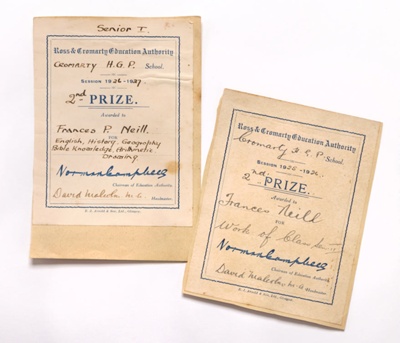 Senior I.
Ross & Cromarty Education Authority
CROMARTY H.G.P. School.
SESSION 1926-1927.
2nd PRIZE.
Awarded to
Frances P. Neill.
FOR
English, History, Geography
Bible Knowledge, Arithmetic
Drawing
Norman Campbell
Chairman of Education Authority.
David Malcolm M.A.
Headmaster.
Ross & Cromarty Education Authority
Cromarty H.G.P. School.
SESSION 1925-1926.
2nd PRIZE.
Awarded to
Frances Neill
FOR
Work of Class
Norman Campbell
Chairman of Education Authority.
David Malcolm M.A.
Headmaster.